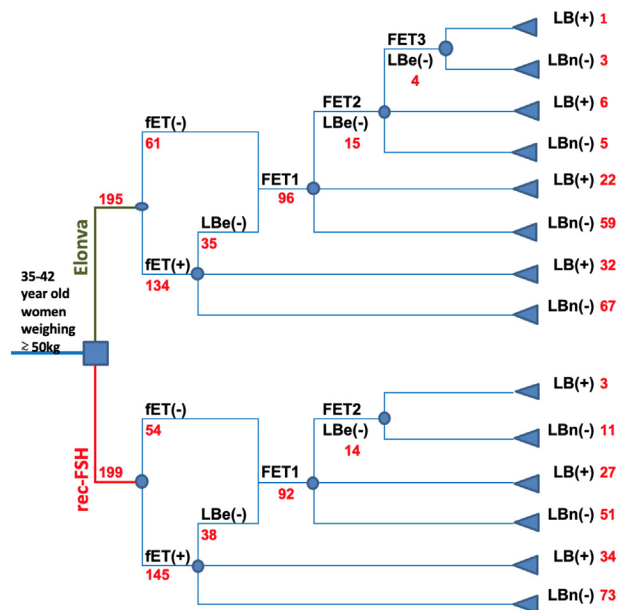 LB(+) 1
FET3
LBe(-)
4
LBn(-) 3
FET2
LBe(-)
15
LB(+) 6
LBn(-) 5
fET(-)
61
FET1
96
LB(+) 22
195
LBe(-)
35
LBn(-) 59
Elonva
fET(+)
134
LB(+) 32
LBn(-) 67
35-42
year old
women
weighing
≥ 50kg
LB(+) 3
fET(-)
54
FET2
LBe(-)
14
LBn(-) 11
rec-FSH
199
FET1
92
LB(+) 27
LBe(-)
38
LBn(-) 51
fET(+)
145
LB(+) 34
LBn(-) 73